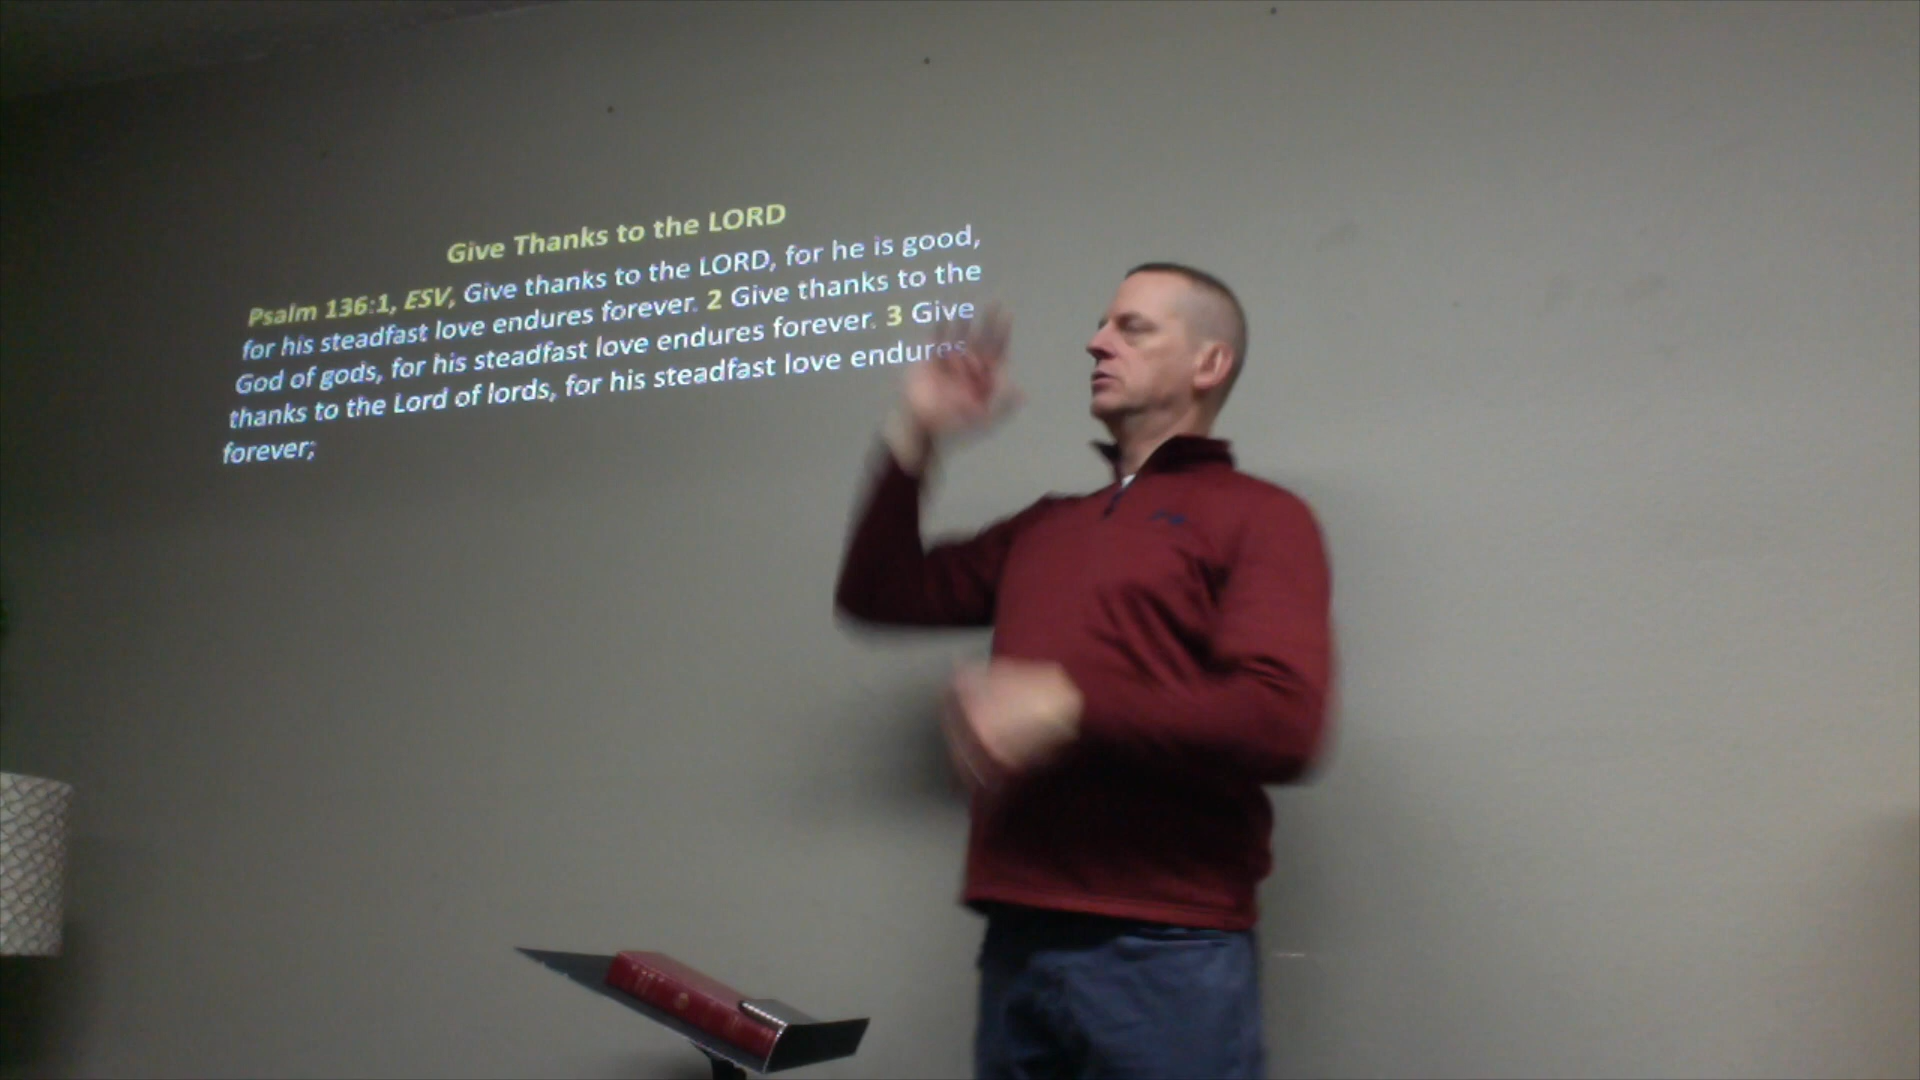 Give Thanks to the LORD
Psalm 136:1, ESV, Give thanks to the LORD, for he is good,
for his steadfast love endures forever. 2 Give thanks to the
God of gods, for his steadfast love endures forever. 3 Give
thanks to the Lord of lords, for his steadfast love endures
forever;